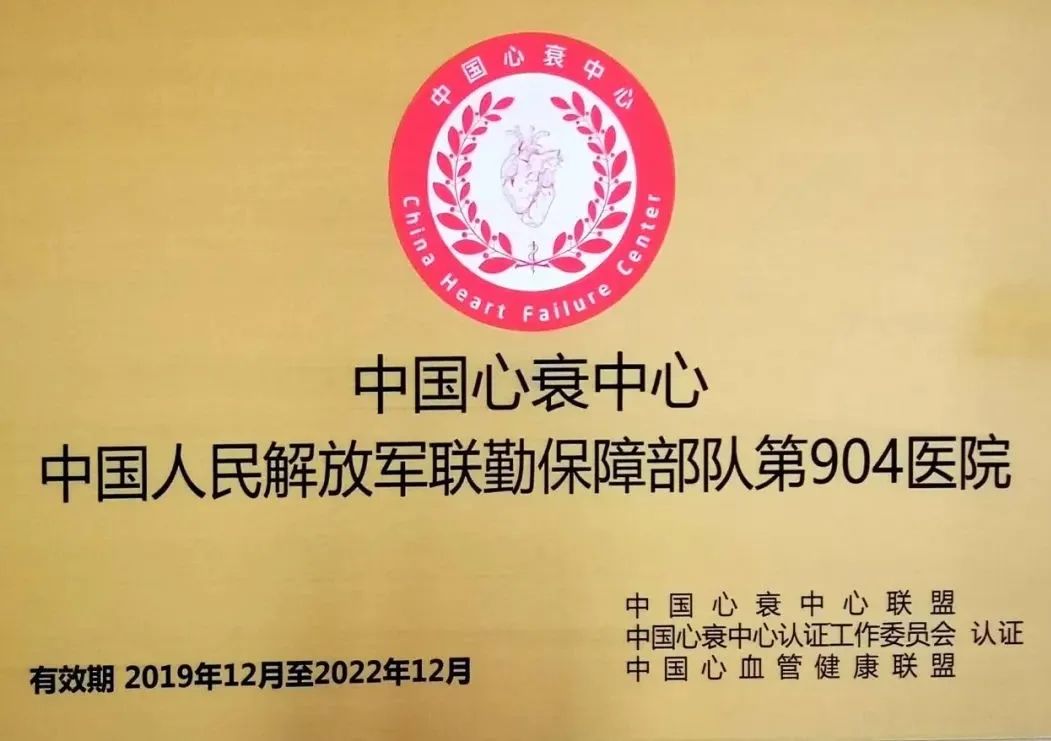 中国心衰中心
China Heart Failure Center
中国心衰中心
中国人民解放军联勤保障部队第904医院
中国心衰中心联盟
中国心衰中心认证工作委员会 认证
中国心血管健康联盟
有效期 2019年12月至2022年12月